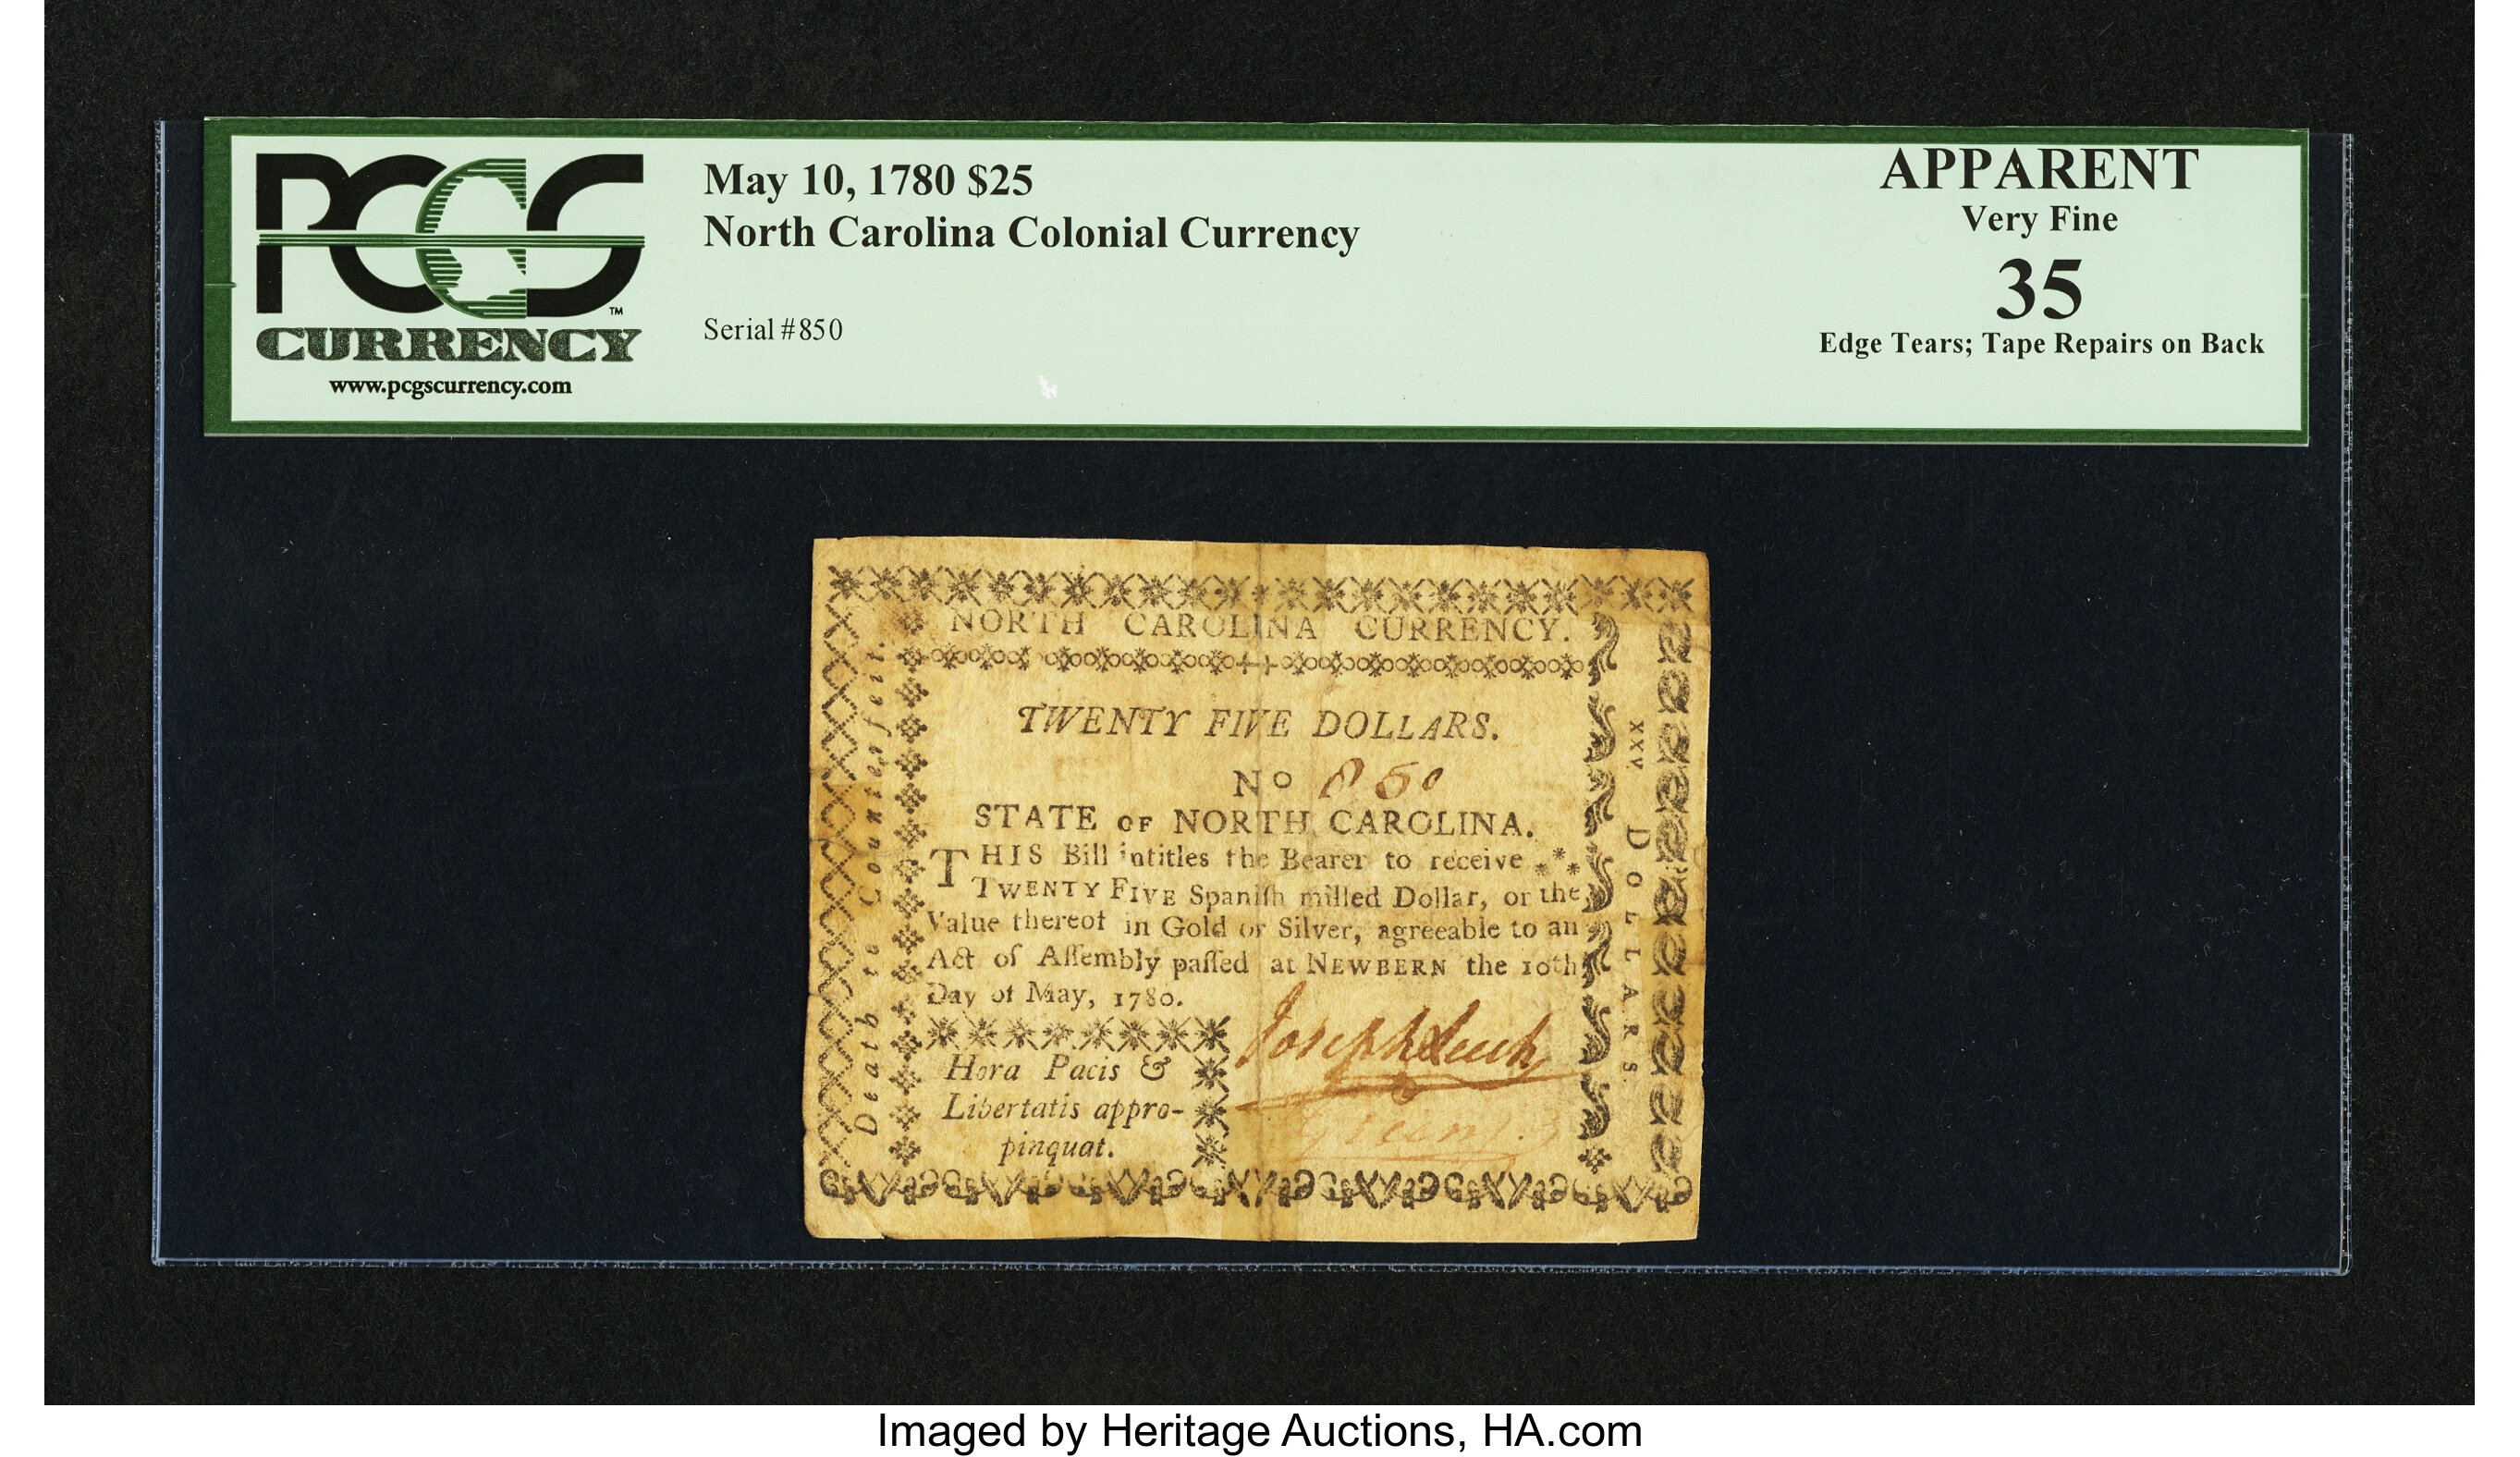 PCGS
TM
CURRENCY
www.pcgscurrency.com
May 10, 1780 $25
North Carolina Colonial Currency
Serial #850
APPARENT
Very Fine
35
Edge Tears; Tape Repairs on Back
NORTH CAROLINA CURRENCY.
TWENTY FIVE DOLLARS.
No 850
STATE OF NORTH CAROLINA.
THIS Bill intitles the Bearer to receive ***
TWENTY FIVE Spaniſh milled Dollar, or the
Value thereof in Gold or Silver, agreeable to an
Act of Aſſembly paſſed at NEWBERN the 10th
Day of May, 1780.
Hora Pacis &
Libertatis appro-
pinquat.
Joseph Leech
Death to Counterfeit.
XXV DOLLARS
Imaged by Heritage Auctions, HA.com